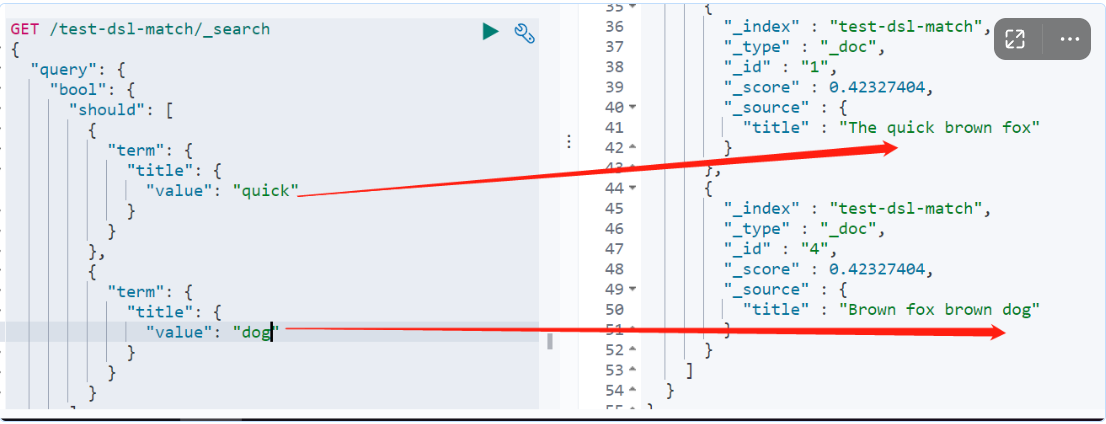 GET /test-dsl-match/_search
{
"query": {
"bool": {
"should": [
{
"term": {
"title": {
"value": "quick"
}
}
},
{
"term": {
"title": {
"value": "dog"
}
}
}
35 {
36 "_index" : "test-dsl-match",
37 "_type" : "_doc",
38 "_id" : "1",
39 "_score" : 0.42327404,
40 "_source" : {
41 "title" : "The quick brown fox"
42 }
43 },
44 {
45 "_index" : "test-dsl-match",
46 "_type" : "_doc",
47 "_id" : "4",
48 "_score" : 0.42327404,
49 "_source" : {
50 "title" : "Brown fox brown dog"
51 }
52 }
53 ]
54 }